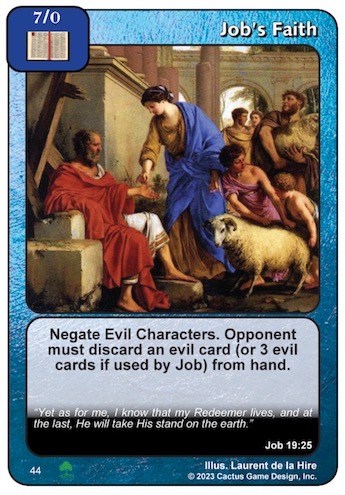 7/0
Job's Faith
Negate Evil Characters. Opponent
must discard an evil card (or 3 evil
cards if used by Job) from hand.
"Yet as for me, I know that my Redeemer lives, and at
the last, He will take His stand on the earth."
Job 19:25
44
Illus. Laurent de la Hire
© 2023 Cactus Game Design, Inc.